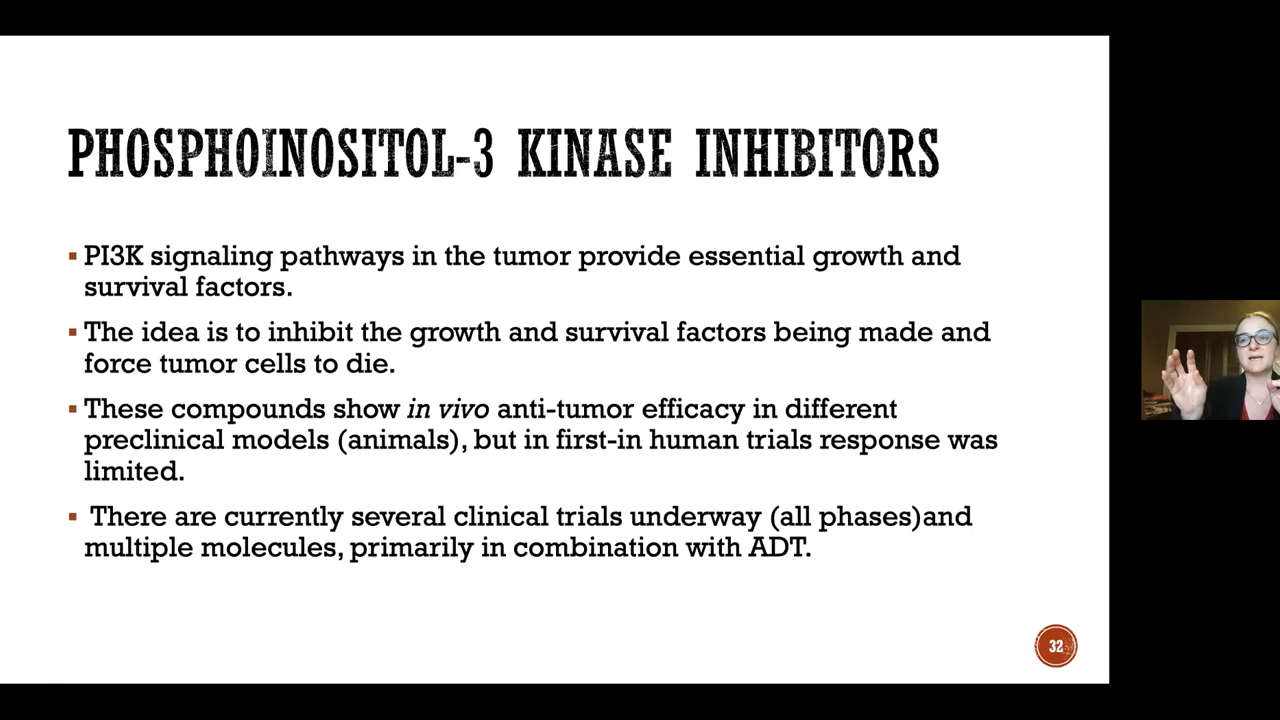 PHOSPHOINOSITOL-3 KINASE INHIBITORS
▪ PI3K signaling pathways in the tumor provide essential growth and
survival factors.
▪ The idea is to inhibit the growth and survival factors being made and
force tumor cells to die.
▪ These compounds show in vivo anti-tumor efficacy in different
preclinical models (animals), but in first-in human trials response was
limited.
▪ There are currently several clinical trials underway (all phases)and
multiple molecules, primarily in combination with ADT.
32